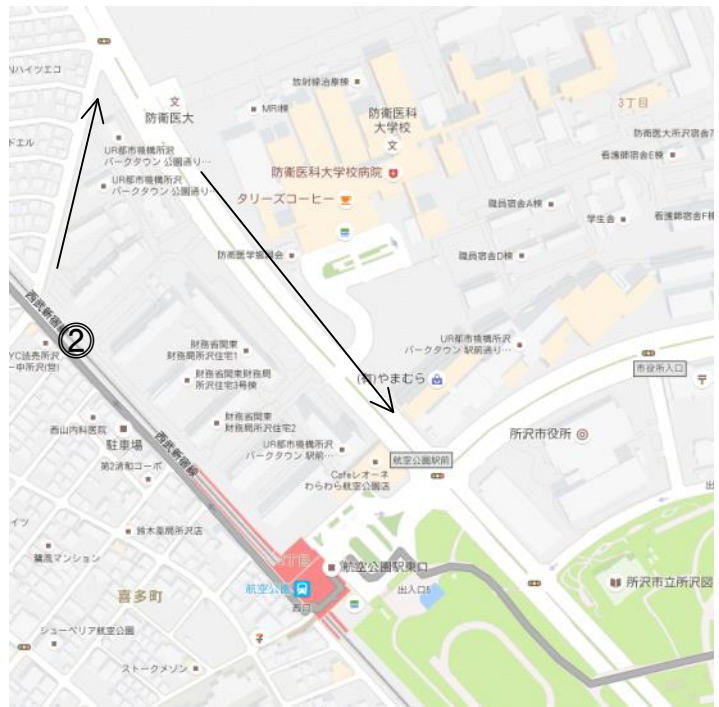 Nハイツエコ
文
防衛医大
放射線治療棟
MRI棟
防衛医科
大学校
文
3丁目
UR都市機構所沢
パークタウン 公園通り…
UR都市機構所沢
パークタウン 公園通り…
ドエル
防衛医科大学校病院
タリーズコーヒー
防衛医大所沢宿舎
看護師宿舎E棟
職員宿舎A棟
学生会
看護師宿舎F棟
職員宿舎D棟
西武新宿線
②
YC読売所沢
ー中所沢(営)
財務省関東
財務局所沢住宅1
財務省関東財務局
所沢住宅3号棟
財務省関東
財務局所沢住宅2
UR都市機構所沢
パークタウン 駅前通り…
(有)やまむら
市役所入口
〒
西山内科医院
駐車場
第2清和コーポ
西武新宿線
UR都市機構所沢
パークタウン 駅前…
所沢市役所
航空公園駅前
Cafeレオーネ
わらわら航空公園店
イツ
鈴木薬局所沢店
鷺風マンション
丁目
航空公園駅東口
航空公園
西口
出入口5
所沢市立所沢図
喜多町
シューベリア航空公園
7
ストークメゾン
出